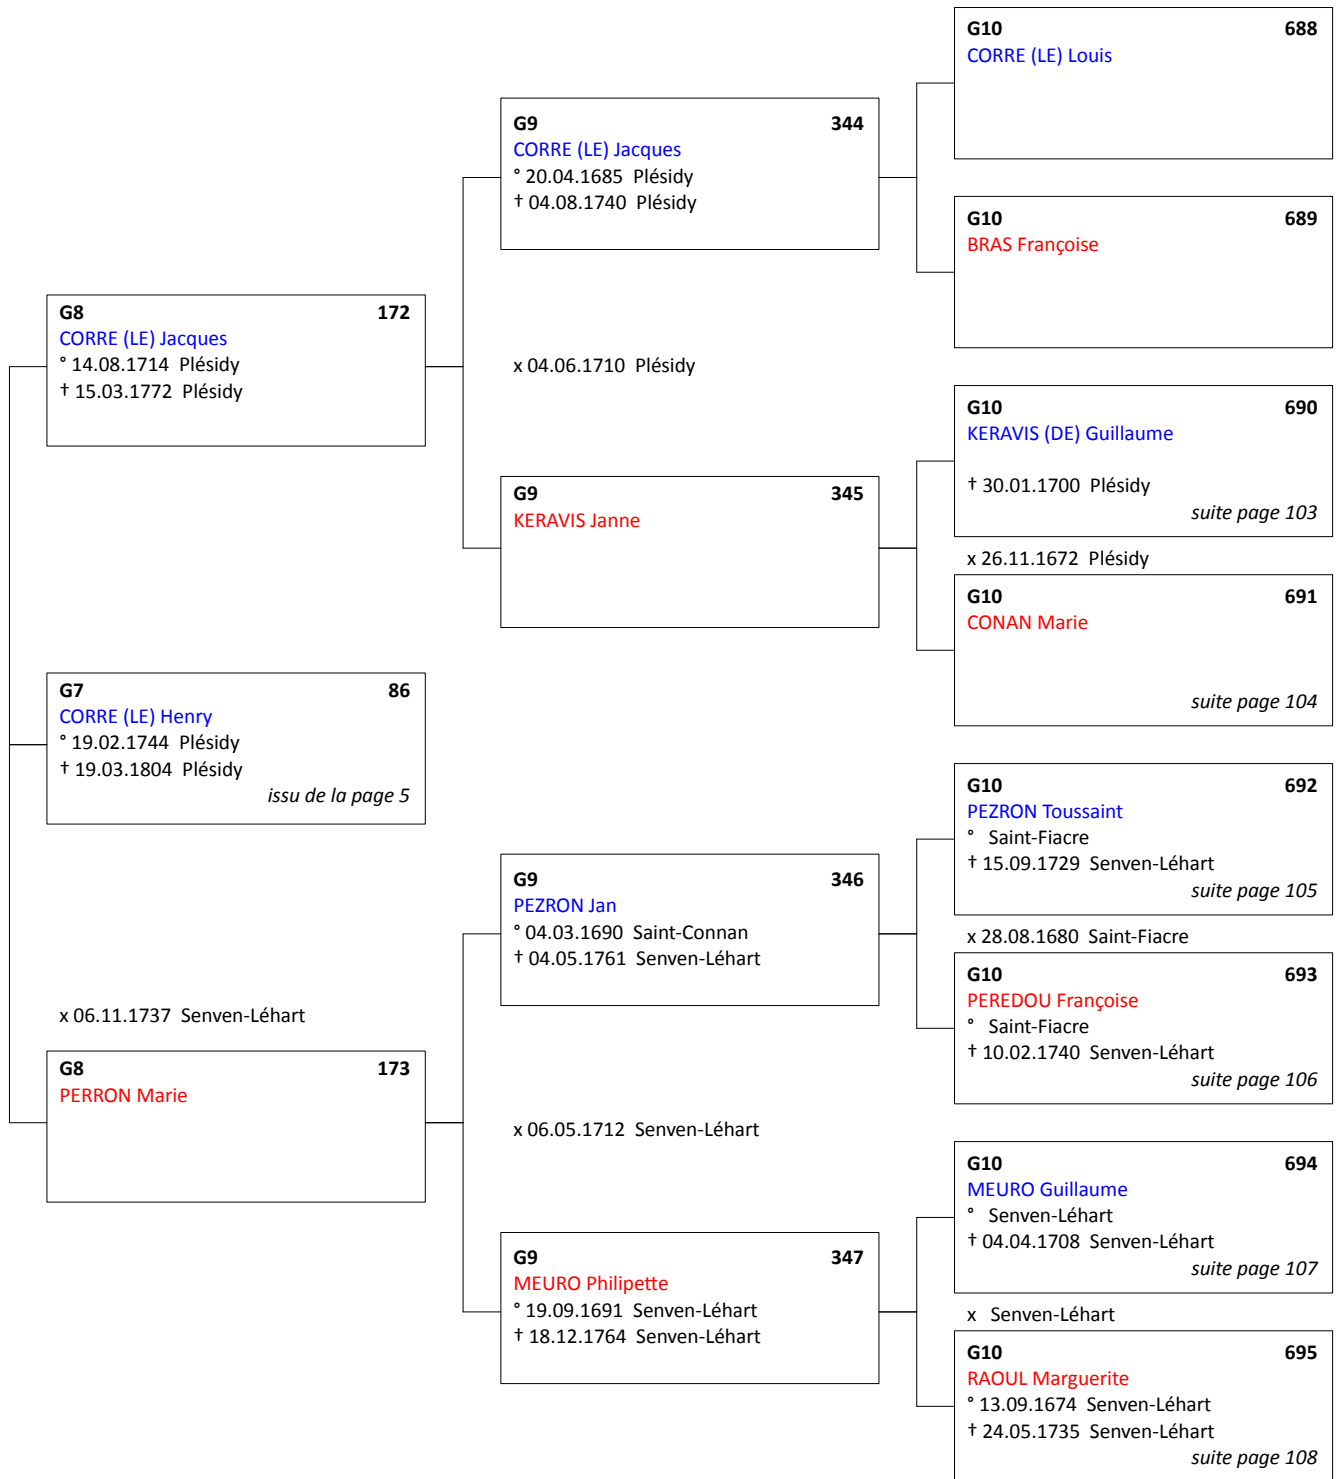 G10 688
CORRE (LE) Louis
G9 344
CORRE (LE) Jacques
° 20.04.1685 Plésidy
† 04.08.1740 Plésidy
G10 689
BRAS Françoise
G8 172
CORRE (LE) Jacques
° 14.08.1714 Plésidy
† 15.03.1772 Plésidy
x 04.06.1710 Plésidy
G10 690
KERAVIS (DE) Guillaume
† 30.01.1700 Plésidy
suite page 103
G9 345
KERAVIS Janne
x 26.11.1672 Plésidy
G10 691
CONAN Marie
suite page 104
G7 86
CORRE (LE) Henry
° 19.02.1744 Plésidy
† 19.03.1804 Plésidy
issu de la page 5
G10 692
PEZRON Toussaint
° Saint-Fiacre
† 15.09.1729 Senven-Léhart
suite page 105
G9 346
PEZRON Jan
° 04.03.1690 Saint-Connan
† 04.05.1761 Senven-Léhart
x 28.08.1680 Saint-Fiacre
G10 693
PEREDOU Françoise
° Saint-Fiacre
† 10.02.1740 Senven-Léhart
suite page 106
x 06.11.1737 Senven-Léhart
G8 173
PERRON Marie
x 06.05.1712 Senven-Léhart
G10 694
MEURO Guillaume
° Senven-Léhart
† 04.04.1708 Senven-Léhart
suite page 107
G9 347
MEURO Philipette
° 19.09.1691 Senven-Léhart
† 18.12.1764 Senven-Léhart
x Senven-Léhart
G10 695
RAOUL Marguerite
° 13.09.1674 Senven-Léhart
† 24.05.1735 Senven-Léhart
suite page 108